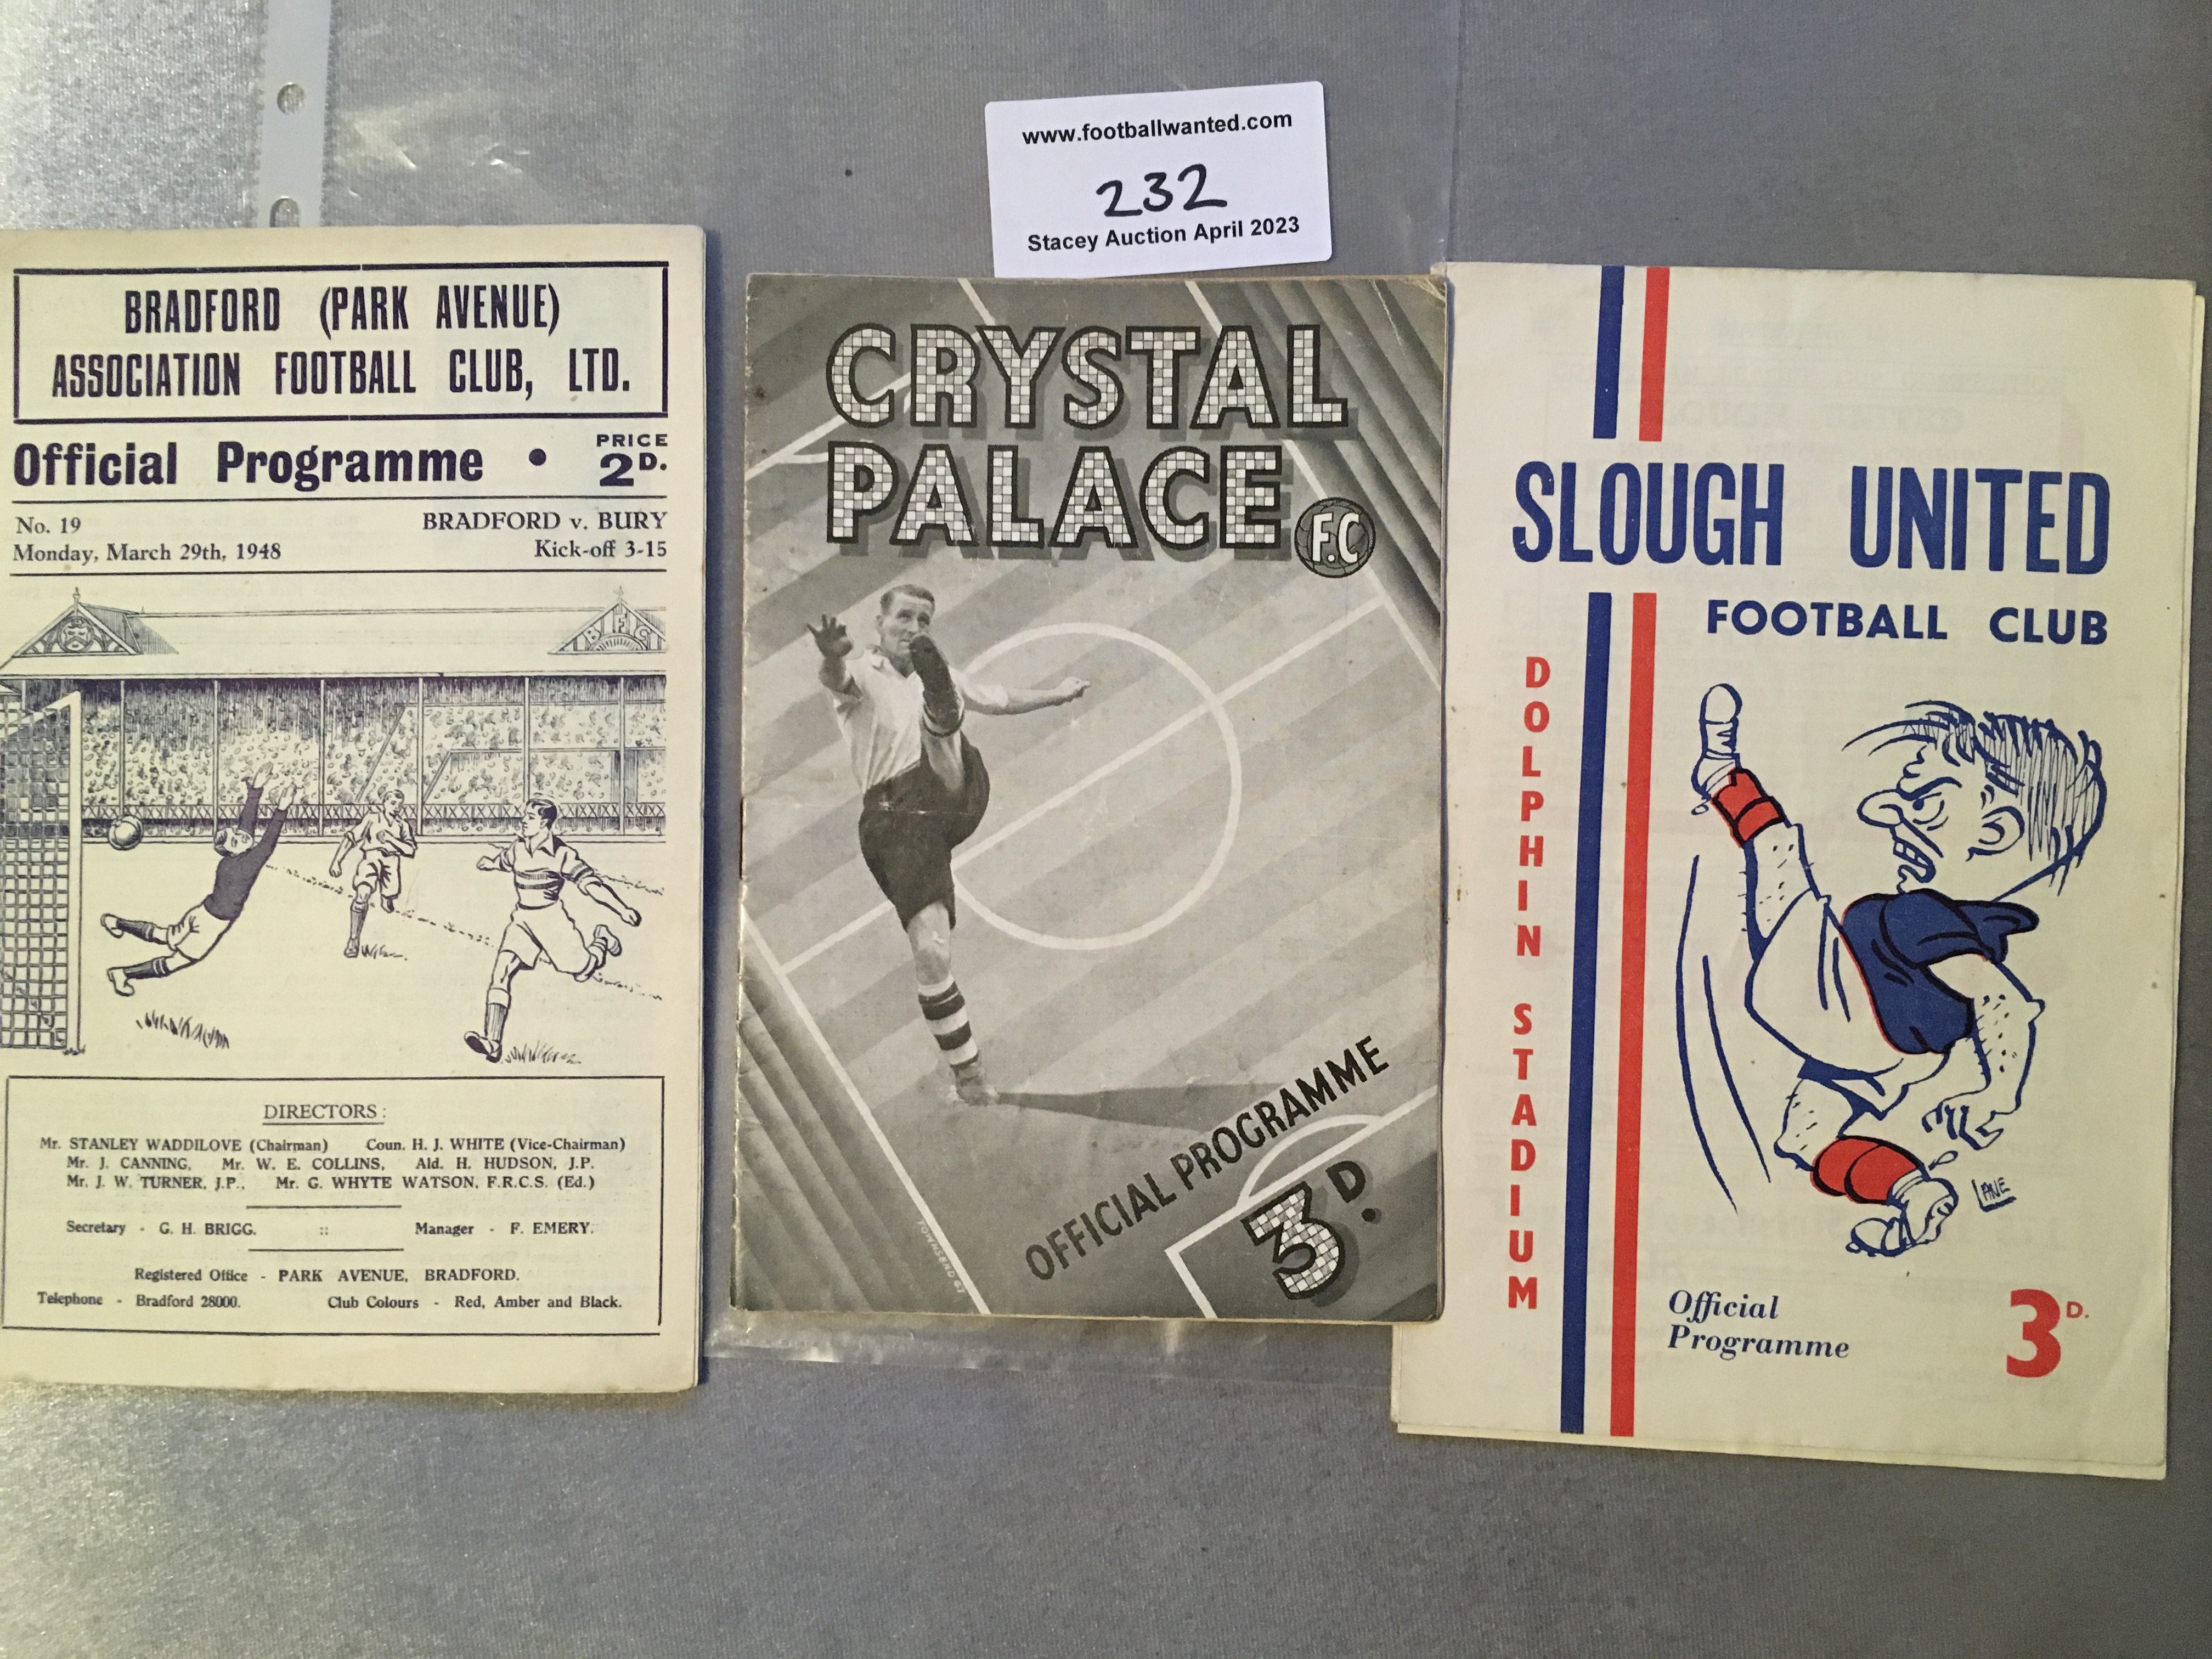 www.footballwanted.com
232
Stacey Auction April 2023
BRADFORD (PARK AVENUE)
ASSOCIATION FOOTBALL CLUB, LTD.
Official Programme • PRICE 2D.
No. 19 BRADFORD v. BURY
Monday, March 29th, 1948 Kick-off 3-15
B F C
DIRECTORS:
Mr. STANLEY WADDILOVE (Chairman) Coun. H. J. WHITE (Vice-Chairman)
Mr. J. CANNING, Mr. W. E. COLLINS, Ald. H. HUDSON, J.P.
Mr. J. W. TURNER, J.P., Mr. G. WHYTE WATSON, F.R.C.S. (Ed.)
Secretary - G. H. BRIGG. :: Manager - F. EMERY.
Registered Office - PARK AVENUE, BRADFORD.
Telephone - Bradford 28000. Club Colours - Red, Amber and Black.
CRYSTAL
PALACE F.C
OFFICIAL PROGRAMME
3D.
TOWNSEND
SLOUGH UNITED
FOOTBALL CLUB
DOLPHIN STADIUM
LANE
Official
Programme
3D.